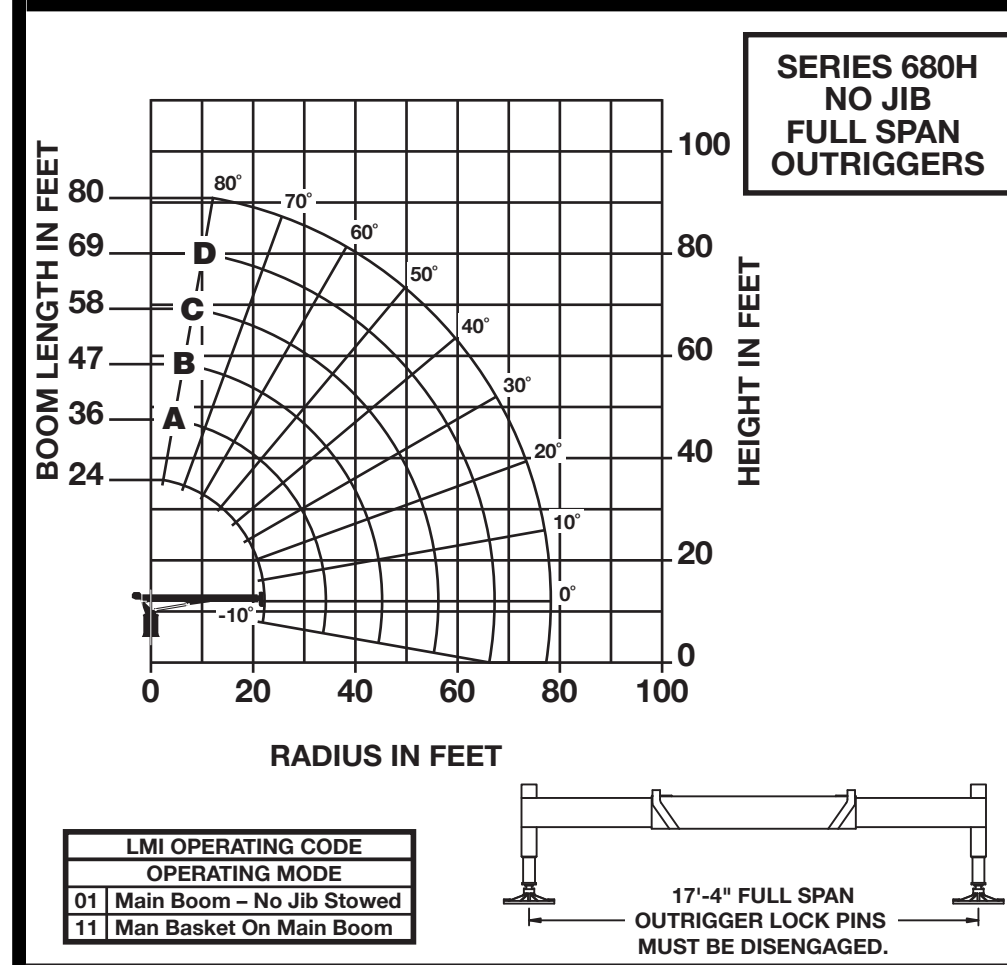 SERIES 680H
NO JIB
FULL SPAN
OUTRIGGERS
BOOM LENGTH IN FEET
80
69
58
47
36
24
D
C
B
A
80°
70°
60°
50°
40°
30°
20°
10°
0°
-10°
100
80
60
40
20
0
HEIGHT IN FEET
0 20 40 60 80 100
RADIUS IN FEET
LMI OPERATING CODE
OPERATING MODE
01 Main Boom – No Jib Stowed
11 Man Basket On Main Boom
17'-4" FULL SPAN
OUTRIGGER LOCK PINS
MUST BE DISENGAGED.